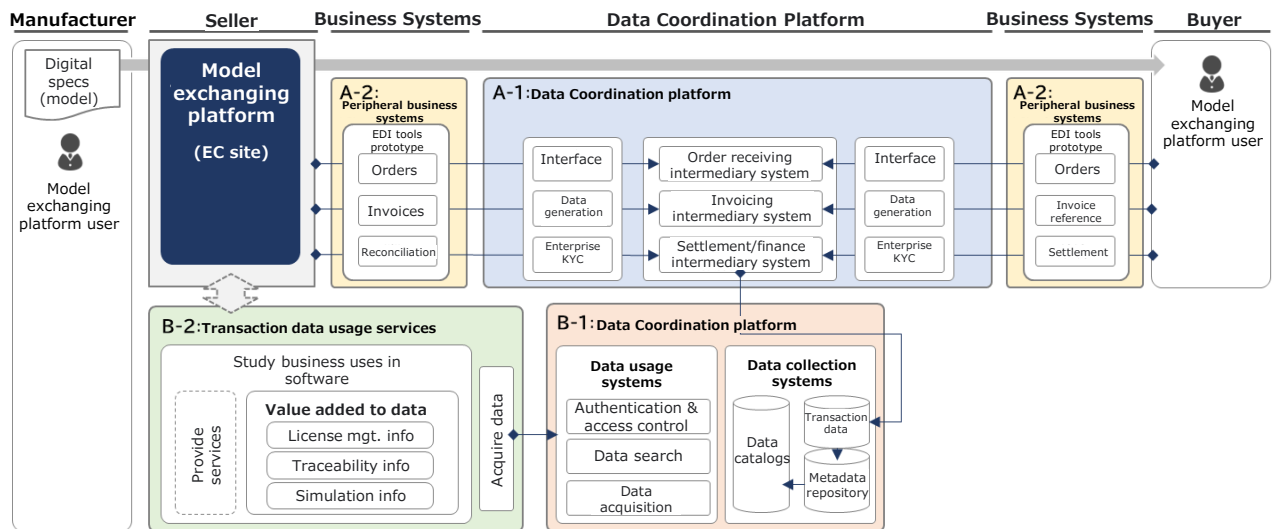 Manufacturer
Seller
Business Systems
Data Coordination Platform
Business Systems
Buyer
Digital
specs
(model)
Model
exchanging
platform user
Model
exchanging
platform
(EC site)
A-2:
Peripheral business
systems
EDI tools
prototype
Orders
Invoices
Reconciliation
A-1:Data Coordination platform
Interface
Data
generation
Enterprise
KYC
Order receiving
intermediary system
Invoicing
intermediary system
Settlement/finance
intermediary system
Interface
Data
generation
Enterprise
KYC
A-2:
Peripheral business
systems
EDI tools
prototype
Orders
Invoice
reference
Settlement
Model
exchanging
platform user
B-2:Transaction data usage services
Study business uses in
software
Provide
services
Value added to data
License mgt. info
Traceability info
Simulation info
Acquire data
B-1:Data Coordination platform
Data usage
systems
Authentication &
access control
Data search
Data
acquisition
Data collection
systems
Data
catalogs
Transaction
data
Metadata
repository